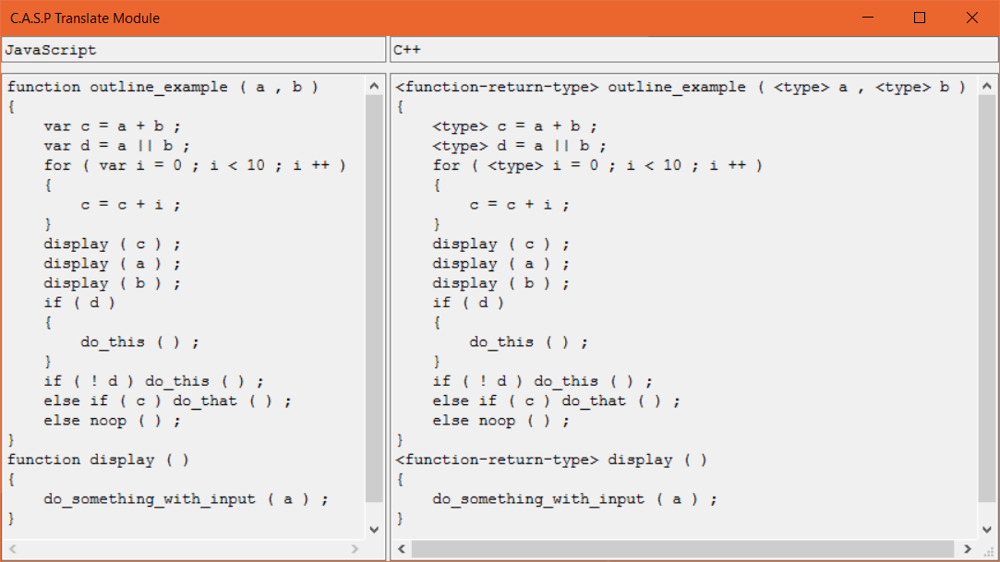 C.A.S.P Translate Module
JavaScript
function outline_example ( a , b )
{
    var c = a + b ;
    var d = a || b ;
    for ( var i = 0 ; i < 10 ; i ++ )
    {
        c = c + i ;
    }
    display ( c ) ;
    display ( a ) ;
    display ( b ) ;
    if ( d )
    {
        do_this ( ) ;
    }
    if ( ! d ) do_this ( ) ;
    else if ( c ) do_that ( ) ;
    else noop ( ) ;
}
function display ( )
{
    do_something_with_input ( a ) ;
}
C++
<function-return-type> outline_example ( <type> a , <type> b )
{
    <type> c = a + b ;
    <type> d = a || b ;
    for ( <type> i = 0 ; i < 10 ; i ++ )
    {
        c = c + i ;
    }
    display ( c ) ;
    display ( a ) ;
    display ( b ) ;
    if ( d )
    {
        do_this ( ) ;
    }
    if ( ! d ) do_this ( ) ;
    else if ( c ) do_that ( ) ;
    else noop ( ) ;
}
<function-return-type> display ( )
{
    do_something_with_input ( a ) ;
}